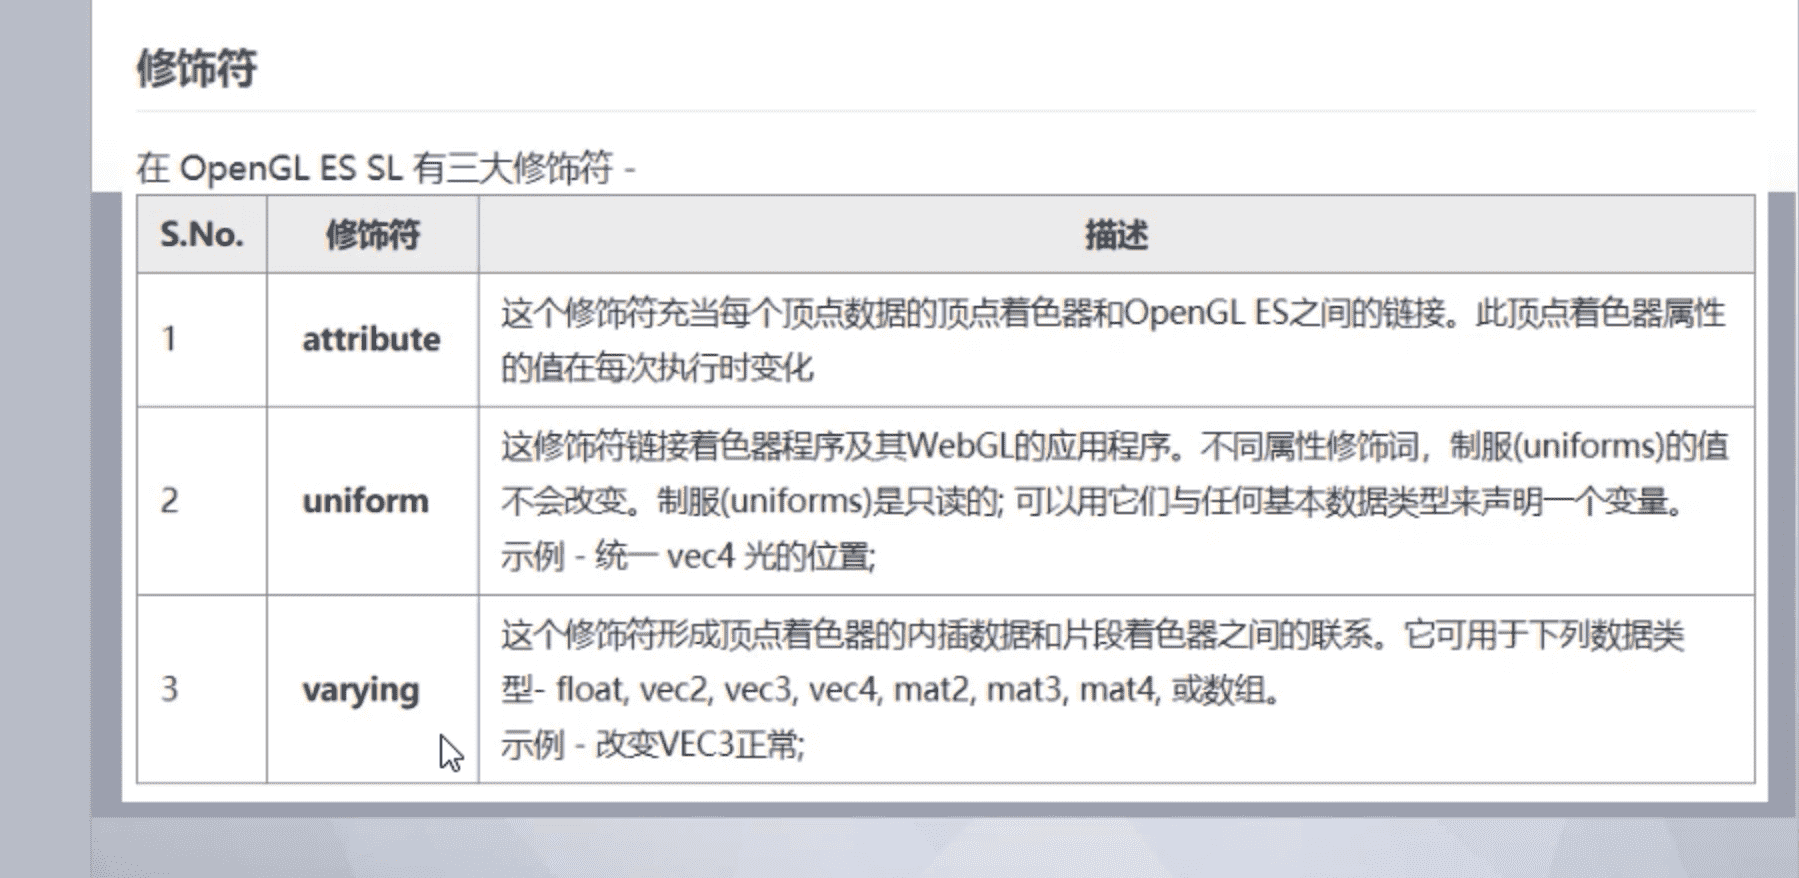 修饰符
在 OpenGL ES SL 有三大修饰符 -
S.No. 修饰符 描述
1 attribute 这个修饰符充当每个顶点数据的顶点着色器和OpenGL ES之间的链接。此顶点着色器属性
的值在每次执行时变化
2 uniform 这修饰符链接着色器程序及其WebGL的应用程序。不同属性修饰词，制服(uniforms)的值
不会改变。制服(uniforms)是只读的; 可以用它们与任何基本数据类型来声明一个变量。
示例 - 统一 vec4 光的位置;
3 varying 这个修饰符形成顶点着色器的内插数据和片段着色器之间的联系。它可用于下列数据类
型- float, vec2, vec3, vec4, mat2, mat3, mat4, 或数组。
示例 - 改变VEC3正常;